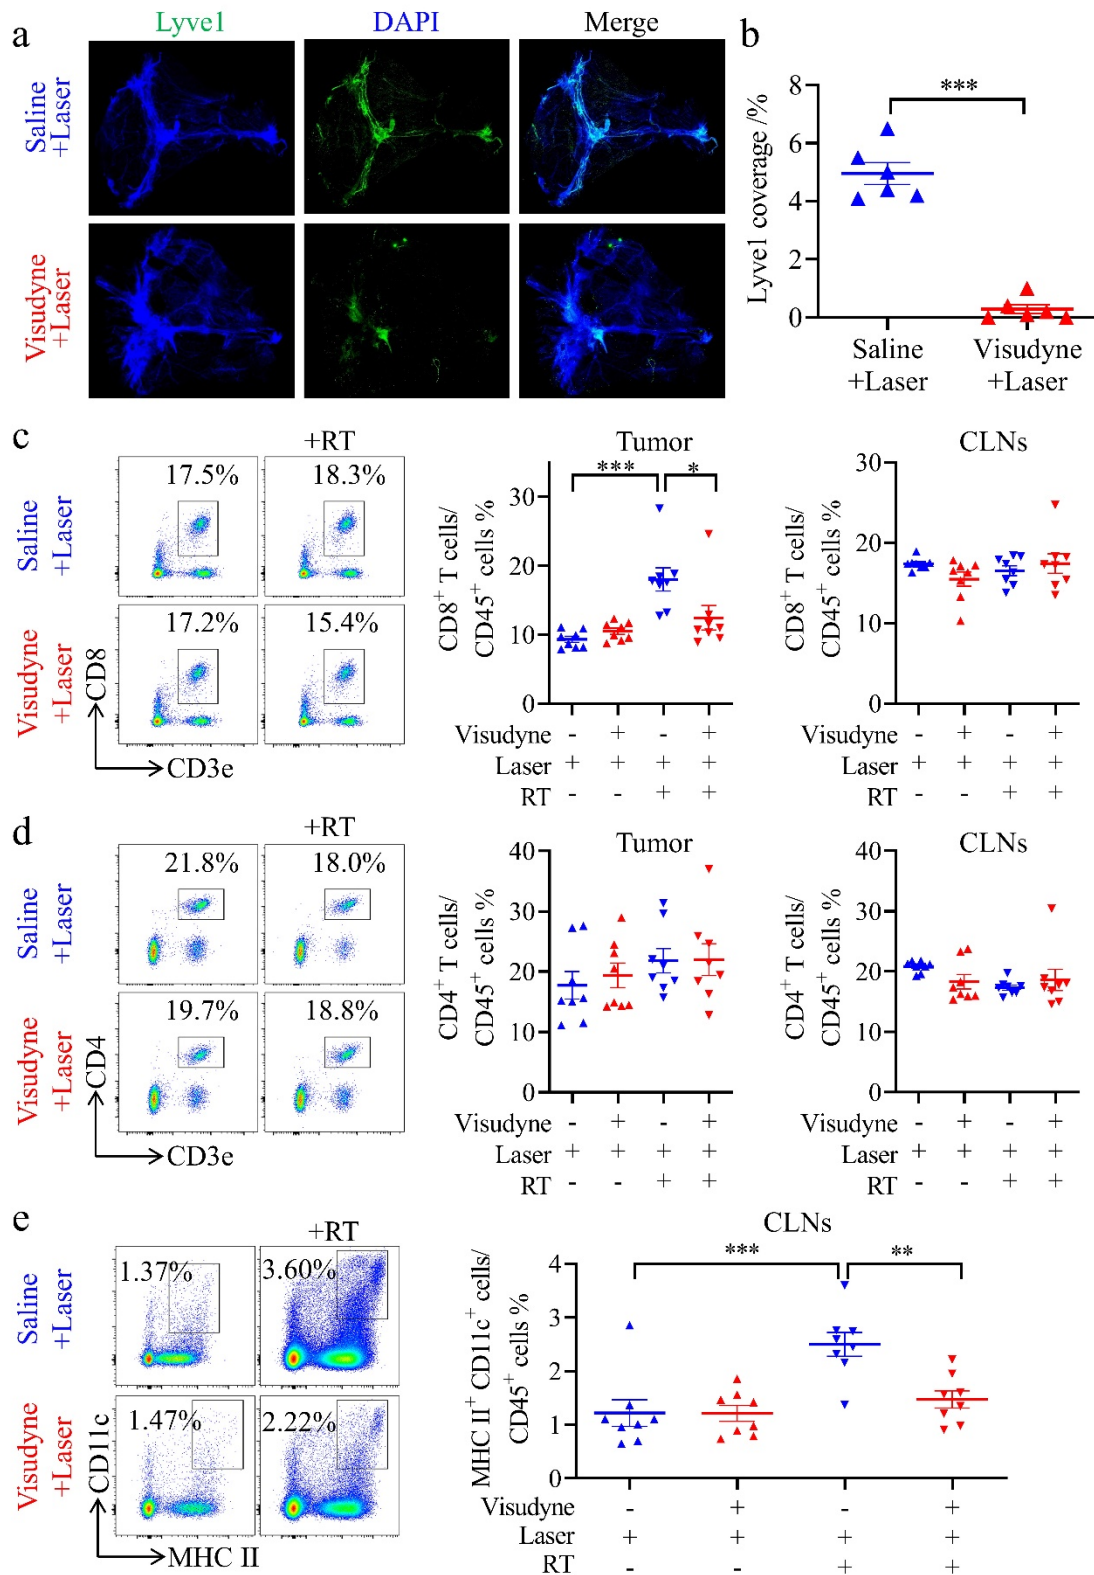 a
Lyve1
DAPI
Merge
Saline
+Laser
Visudyne
+Laser
b
Lyve1 coverage /%
8
6
4
2
0
***
Saline
+Laser
Visudyne
+Laser
c
+RT
Saline
+Laser
17.5%
18.3%
Visudyne
+Laser
17.2%
15.4%
CD8
CD3e
Tumor
CD8+ T cells/
CD45+ cells %
30
20
10
0
***
*
Visudyne - + - +
Laser + + + +
RT - - + +
CLNs
CD8+ T cells/
CD45+ cells %
30
20
10
0
Visudyne - + - +
Laser + + + +
RT - - + +
d
+RT
Saline
+Laser
21.8%
18.0%
Visudyne
+Laser
19.7%
18.8%
CD4
CD3e
Tumor
CD4+ T cells/
CD45+ cells %
40
30
20
10
0
Visudyne - + - +
Laser + + + +
RT - - + +
CLNs
CD4+ T cells/
CD45+ cells %
40
30
20
10
0
Visudyne - + - +
Laser + + + +
RT - - + +
e
+RT
Saline
+Laser
1.37%
3.60%
Visudyne
+Laser
1.47%
2.22%
CD11c
MHC II
CLNs
MHC II+ CD11c+ cells/
CD45+ cells %
4
3
2
1
0
***
**
Visudyne - + - +
Laser + + + +
RT - - + +